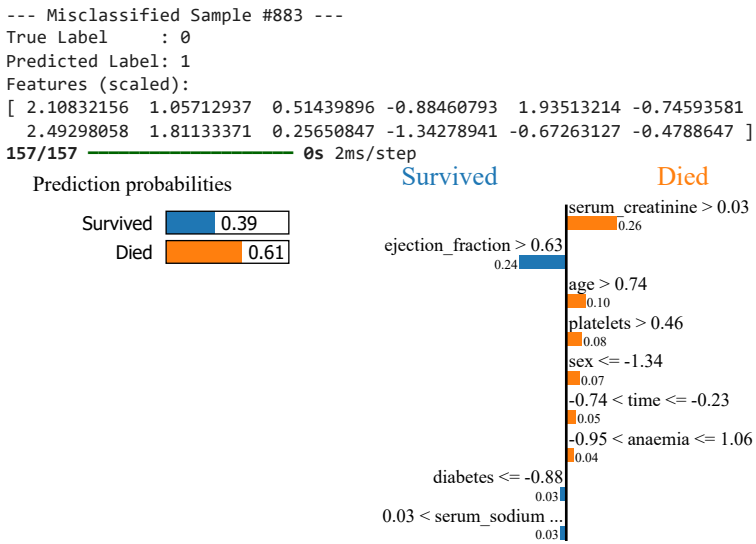 --- Misclassified Sample #883 ---
True Label : 0
Predicted Label: 1
Features (scaled):
[ 2.10832156 1.05712937 0.51439896 -0.88460793 1.93513214 -0.74593581
2.49298058 1.81133371 0.25650847 -1.34278941 -0.67263127 -0.4788647 ]
157/157 ━━━━━━━━━━━━━━━━━━━━ 0s 2ms/step
Prediction probabilities
Survived 0.39
Died 0.61
Survived Died
serum_creatinine > 0.03
0.26
ejection_fraction > 0.63
0.24
age > 0.74
0.10
platelets > 0.46
0.08
sex <= -1.34
0.07
-0.74 < time <= -0.23
0.05
-0.95 < anaemia <= 1.06
0.04
diabetes <= -0.88
0.03
0.03 < serum_sodium ...
0.03